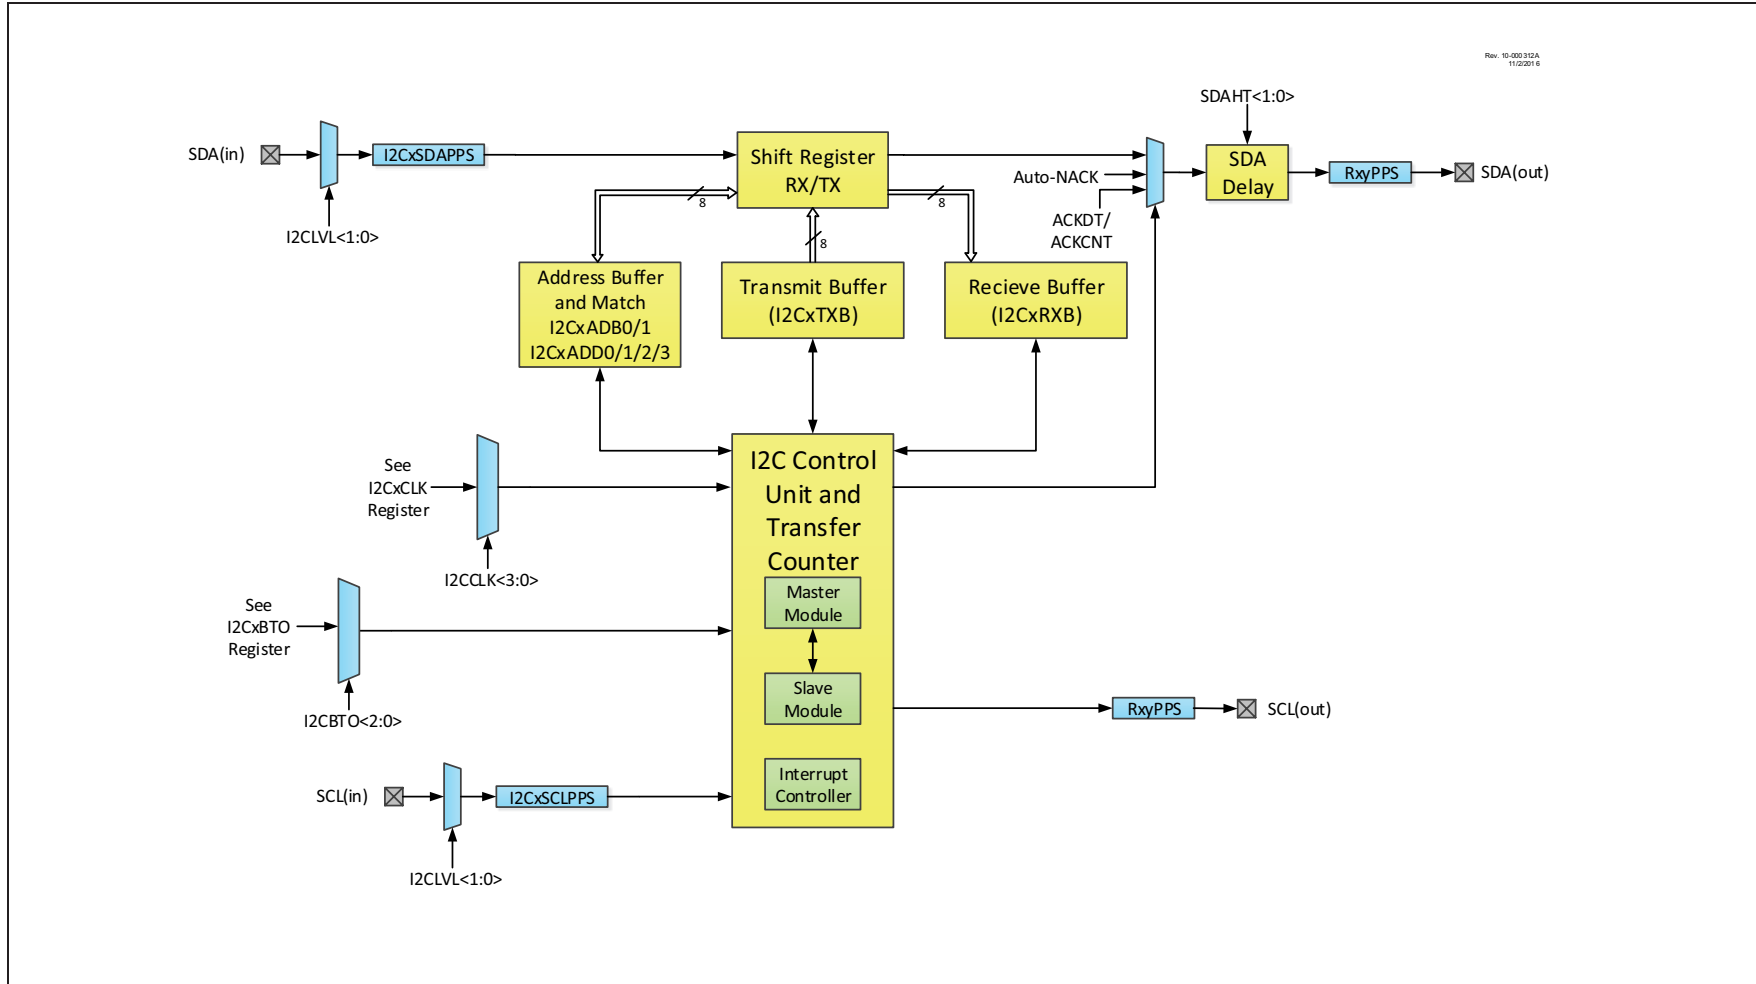 Rev. 10-000312A
11/2/2016
SDAHT<1:0>
SDA(in)
I2CxSDAPPS
I2CLVL<1:0>
Shift Register
RX/TX
8
8
8
Auto-NACK
ACKDT/
ACKCNT
SDA
Delay
RxyPPS
SDA(out)
Address Buffer
and Match
I2CxADB0/1
I2CxADD0/1/2/3
Transmit Buffer
(I2CxTXB)
Recieve Buffer
(I2CxRXB)
See
I2CxCLK
Register
I2CCLK<3:0>
I2C Control
Unit and
Transfer
Counter
Master
Module
Slave
Module
Interrupt
Controller
See
I2CxBTO
Register
I2CBTO<2:0>
RxyPPS
SCL(out)
SCL(in)
I2CxSCLPPS
I2CLVL<1:0>